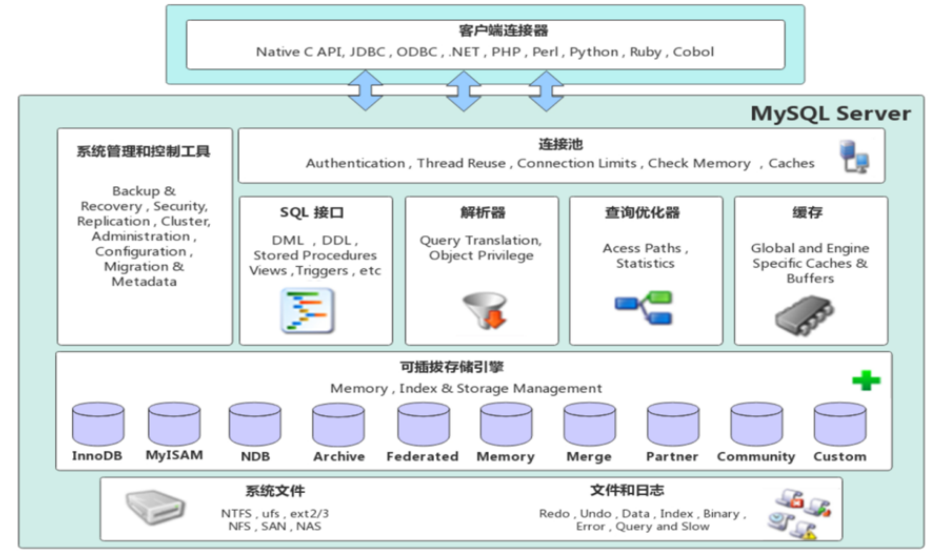 客户端连接器
Native C API, JDBC , ODBC , .NET , PHP , Perl , Python , Ruby , Cobol
MySQL Server
系统管理和控制工具
Backup &
Recovery , Security,
Replication , Cluster,
Administration ,
Configuration ,
Migration &
Metadata
连接池
Authentication , Thread Reuse , Connection Limits , Check Memory , Caches
SQL 接口
DML , DDL ,
Stored Procedures
Views ,Triggers , etc
解析器
Query Translation,
Object Privilege
查询优化器
Acess Paths ,
Statistics
缓存
Global and Engine
Specific Caches &
Buffers
可插拔存储引擎
Memory , Index & Storage Management
InnoDB
MyISAM
NDB
Archive
Federated
Memory
Merge
Partner
Community
Custom
系统文件
NTFS , ufs , ext2/3
NFS , SAN , NAS
文件和日志
Redo , Undo , Data , Index , Binary ,
Error , Query and Slow